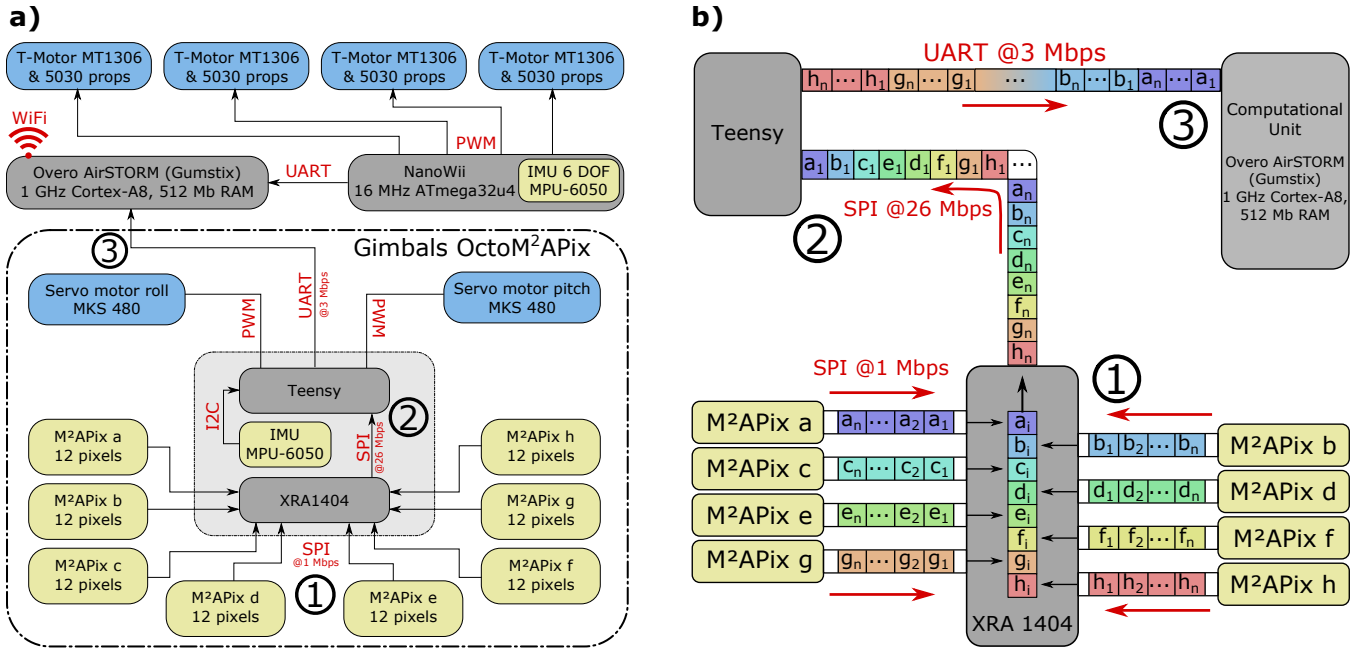 a)
T-Motor MT1306
& 5030 props
T-Motor MT1306
& 5030 props
T-Motor MT1306
& 5030 props
T-Motor MT1306
& 5030 props
WiFi
PWM
Overo AirSTORM (Gumstix)
1 GHz Cortex-A8, 512 Mb RAM
UART
NanoWii
16 MHz ATmega32u4
IMU 6 DOF
MPU-6050
3
Gimbals OctoM²APix
Servo motor roll
MKS 480
Servo motor pitch
MKS 480
PWM
UART
@3 Mbps
PWM
Teensy
I2C
IMU
MPU-6050
SPI
@26 Mbps
2
XRA1404
M²APix a
12 pixels
M²APix b
12 pixels
M²APix c
12 pixels
M²APix d
12 pixels
SPI
@1 Mbps
1
M²APix e
12 pixels
M²APix h
12 pixels
M²APix g
12 pixels
M²APix f
12 pixels
b)
UART @3 Mbps
Teensy
hₙ ... h₁ gₙ ... g₁ ... bₙ ... b₁ aₙ ... a₁
3
Computational
Unit
Overo AirSTORM
(Gumstix)
1 GHz Cortex-A8,
512 Mb RAM
a₁ b₁ c₁ e₁ d₁ f₁ g₁ h₁ ...
SPI @26 Mbps
2
aₙ
bₙ
cₙ
dₙ
eₙ
fₙ
gₙ
hₙ
SPI @1 Mbps
1
M²APix a
aₙ ... a₂ a₁
M²APix c
cₙ ... c₂ c₁
M²APix e
eₙ ... e₂ e₁
M²APix g
gₙ ... g₂ g₁
aᵢ
bᵢ
cᵢ
dᵢ
eᵢ
fᵢ
gᵢ
hᵢ
XRA 1404
b₁ b₂ ... bₙ
M²APix b
d₁ d₂ ... dₙ
M²APix d
f₁ f₂ ... fₙ
M²APix f
h₁ h₂ ... hₙ
M²APix h